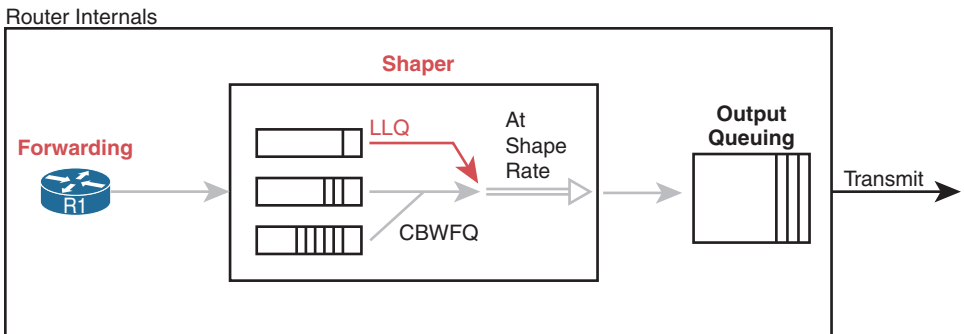 Router Internals
Shaper
Forwarding
R1
LLQ
At
Shape
Rate
CBWFQ
Output
Queuing
Transmit